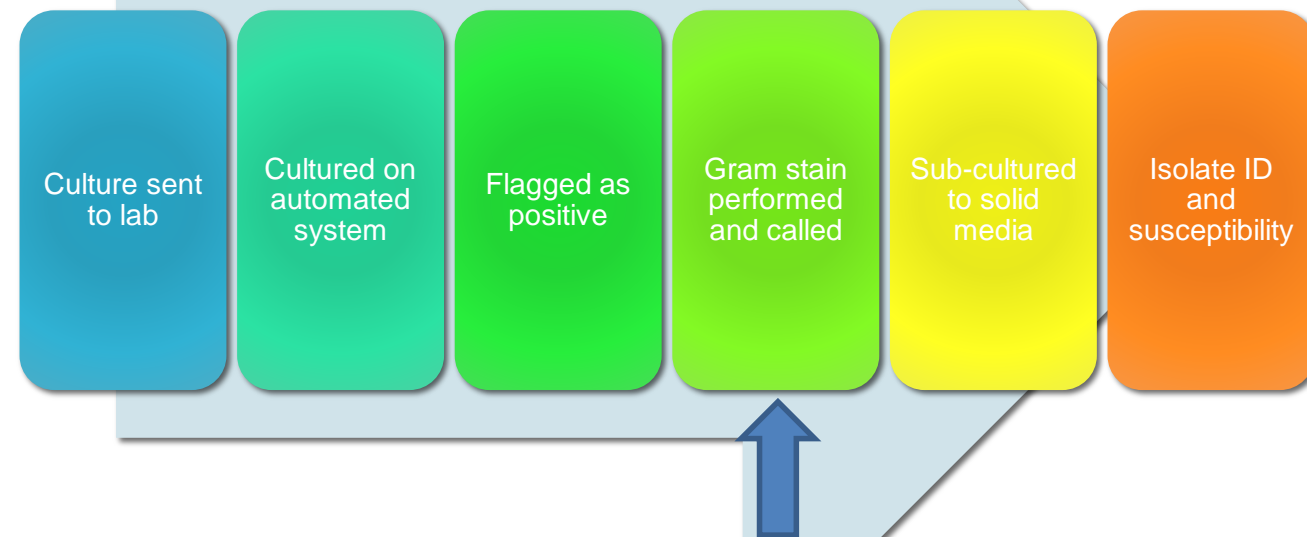 Culture sent
to lab
Cultured on
automated
system
Flagged as
positive
Gram stain
performed
and called
Sub-cultured
to solid
media
Isolate ID
and
susceptibility